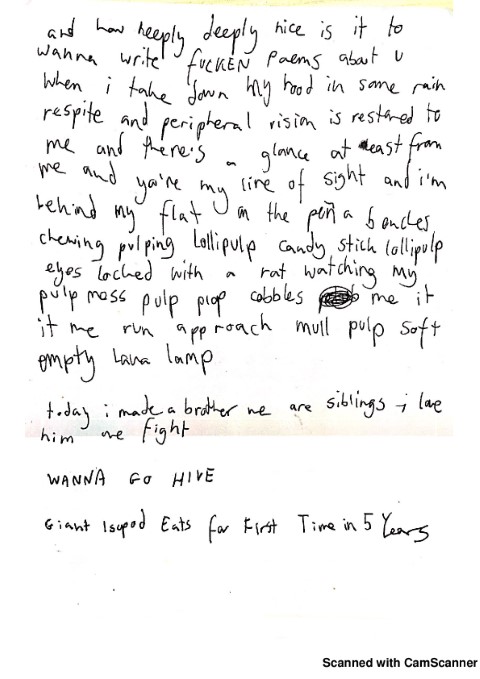 and how heeply deeply nice is it to
wanna write fucKEN poems about u
when i take down my hood in some rain
respite and peripheral vision is restored to
me and there's a glance at least from
me and you're my line of sight and i'm
behind my flat on the benches
chewing pulping lollipulp candy stick lollipulp
eyes locked with a rat watching my
pulp mass pulp plop cobbles me it
it me run approach mull pulp soft
empty lava lamp
today i made a brother we are siblings i love
him we fight
WANNA GO HIVE
Giant Isopod Eats for First Time in 5 Years
Scanned with CamScanner